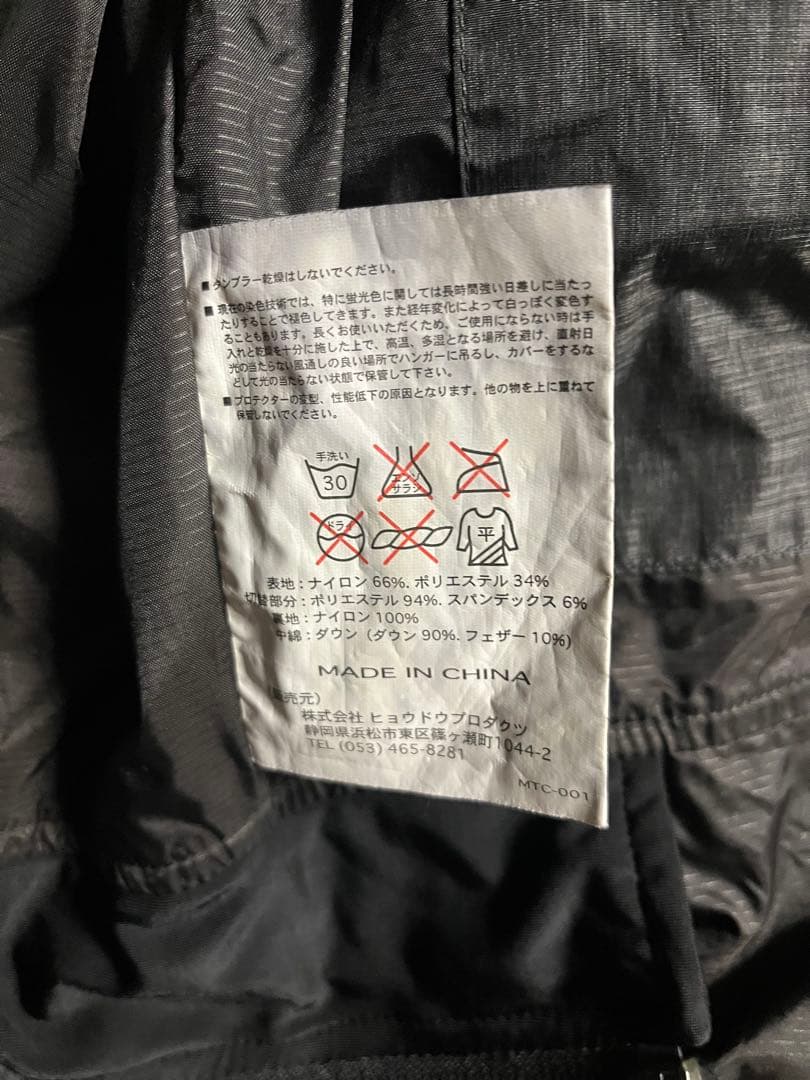 ■タンブラー乾燥はしないでください。
■現在の染色技術では、特に蛍光色に関しては長時間強い日差しに当たっ
たりすることで褪色してきます。また経年変化によって白っぽく変色す
ることもあります。長くお使いいただくため、ご使用にならない時は手
入れと乾燥を十分に施した上で、高温、多湿となる場所を避け、直射日
光の当たらない風通しの良い場所でハンガーに吊るし、カバーをするな
どして光の当たらない状態で保管して下さい。
■プロテクターの変型、性能低下の原因となります。他の物を上に重ねて
保管しないでください。
手洗い
30
エンソ
サラシ
ドライ
平
表地：ナイロン 66%. ポリエステル 34%
切替部分：ポリエステル 94%. スパンデックス 6%
裏地：ナイロン 100%
中綿：ダウン（ダウン 90%. フェザー 10%）
MADE IN CHINA
（販売元）
株式会社 ヒョウドウプロダクツ
静岡県浜松市東区篠ヶ瀬町1044-2
TEL (053) 465-8281
MTC-001